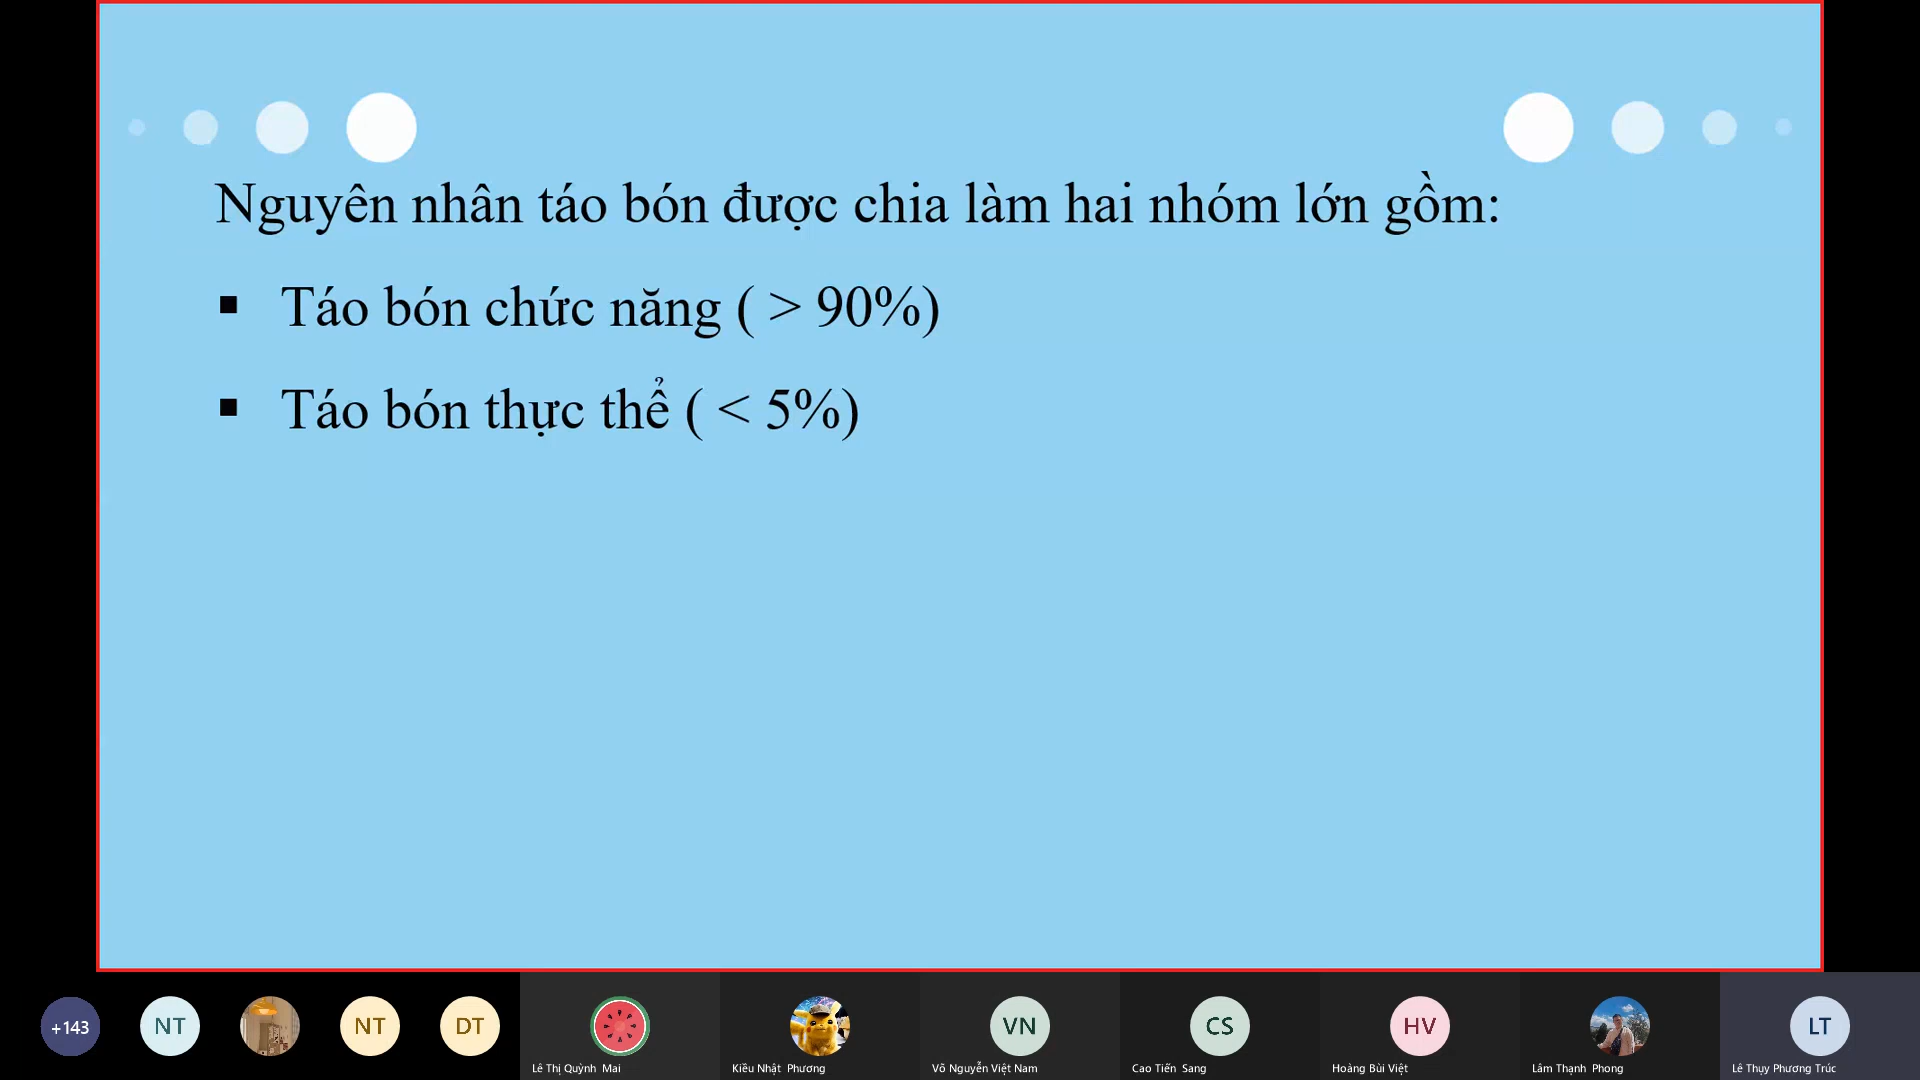 Nguyên nhân táo bón được chia làm hai nhóm lớn gồm:
▪ Táo bón chức năng ( > 90%)
▪ Táo bón thực thể ( < 5%)
+143
NT
NT
DT
VN
CS
HV
LT
Lê Thị Quỳnh Mai
Kiều Nhật Phương
Võ Nguyễn Việt Nam
Cao Tiến Sang
Hoàng Bùi Việt
Lâm Thạnh Phong
Lê Thụy Phương Trúc